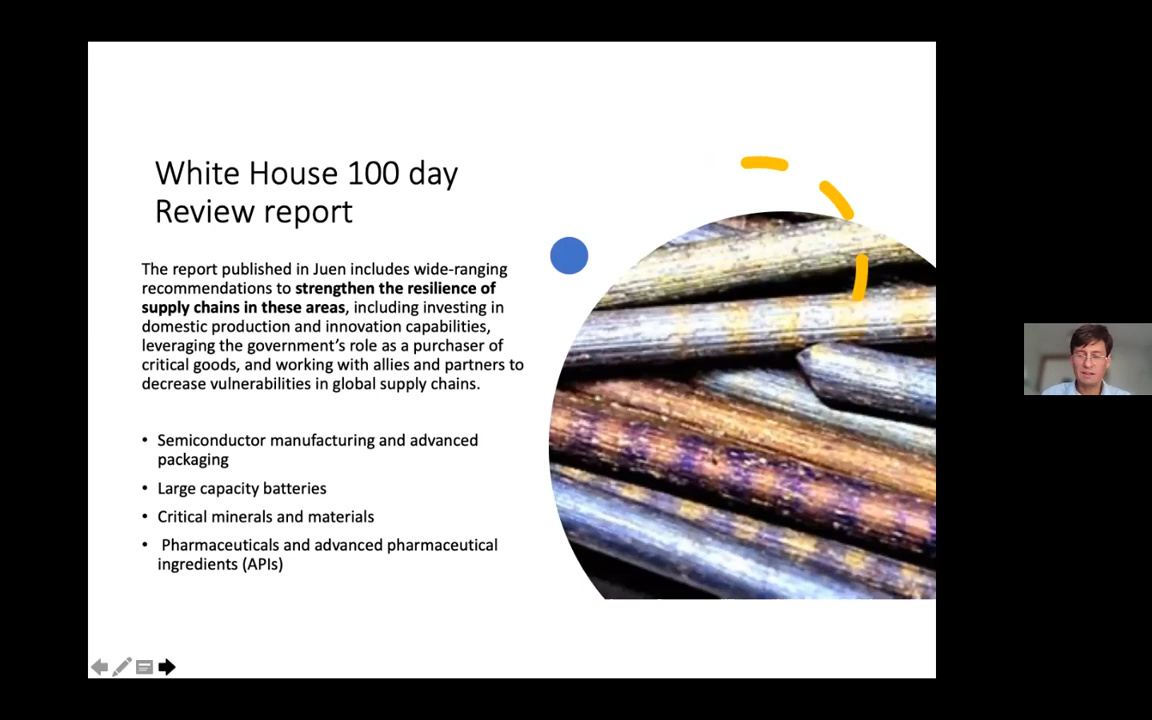 White House 100 day
Review report
The report published in Juen includes wide-ranging
recommendations to strengthen the resilience of
supply chains in these areas, including investing in
domestic production and innovation capabilities,
leveraging the government’s role as a purchaser of
critical goods, and working with allies and partners to
decrease vulnerabilities in global supply chains.
• Semiconductor manufacturing and advanced
packaging
• Large capacity batteries
• Critical minerals and materials
• Pharmaceuticals and advanced pharmaceutical
ingredients (APIs)